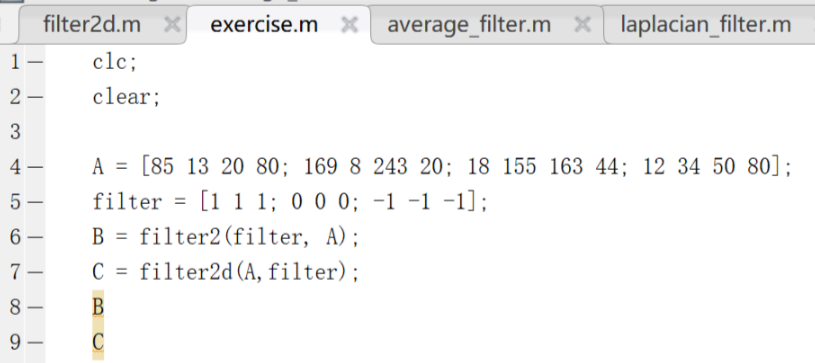 filter2d.m exercise.m average_filter.m laplacian_filter.m
1 clc;
2 clear;
3
4 A = [85 13 20 80; 169 8 243 20; 18 155 163 44; 12 34 50 80];
5 filter = [1 1 1; 0 0 0; -1 -1 -1];
6 B = filter2(filter, A);
7 C = filter2d(A,filter);
8 B
9 C